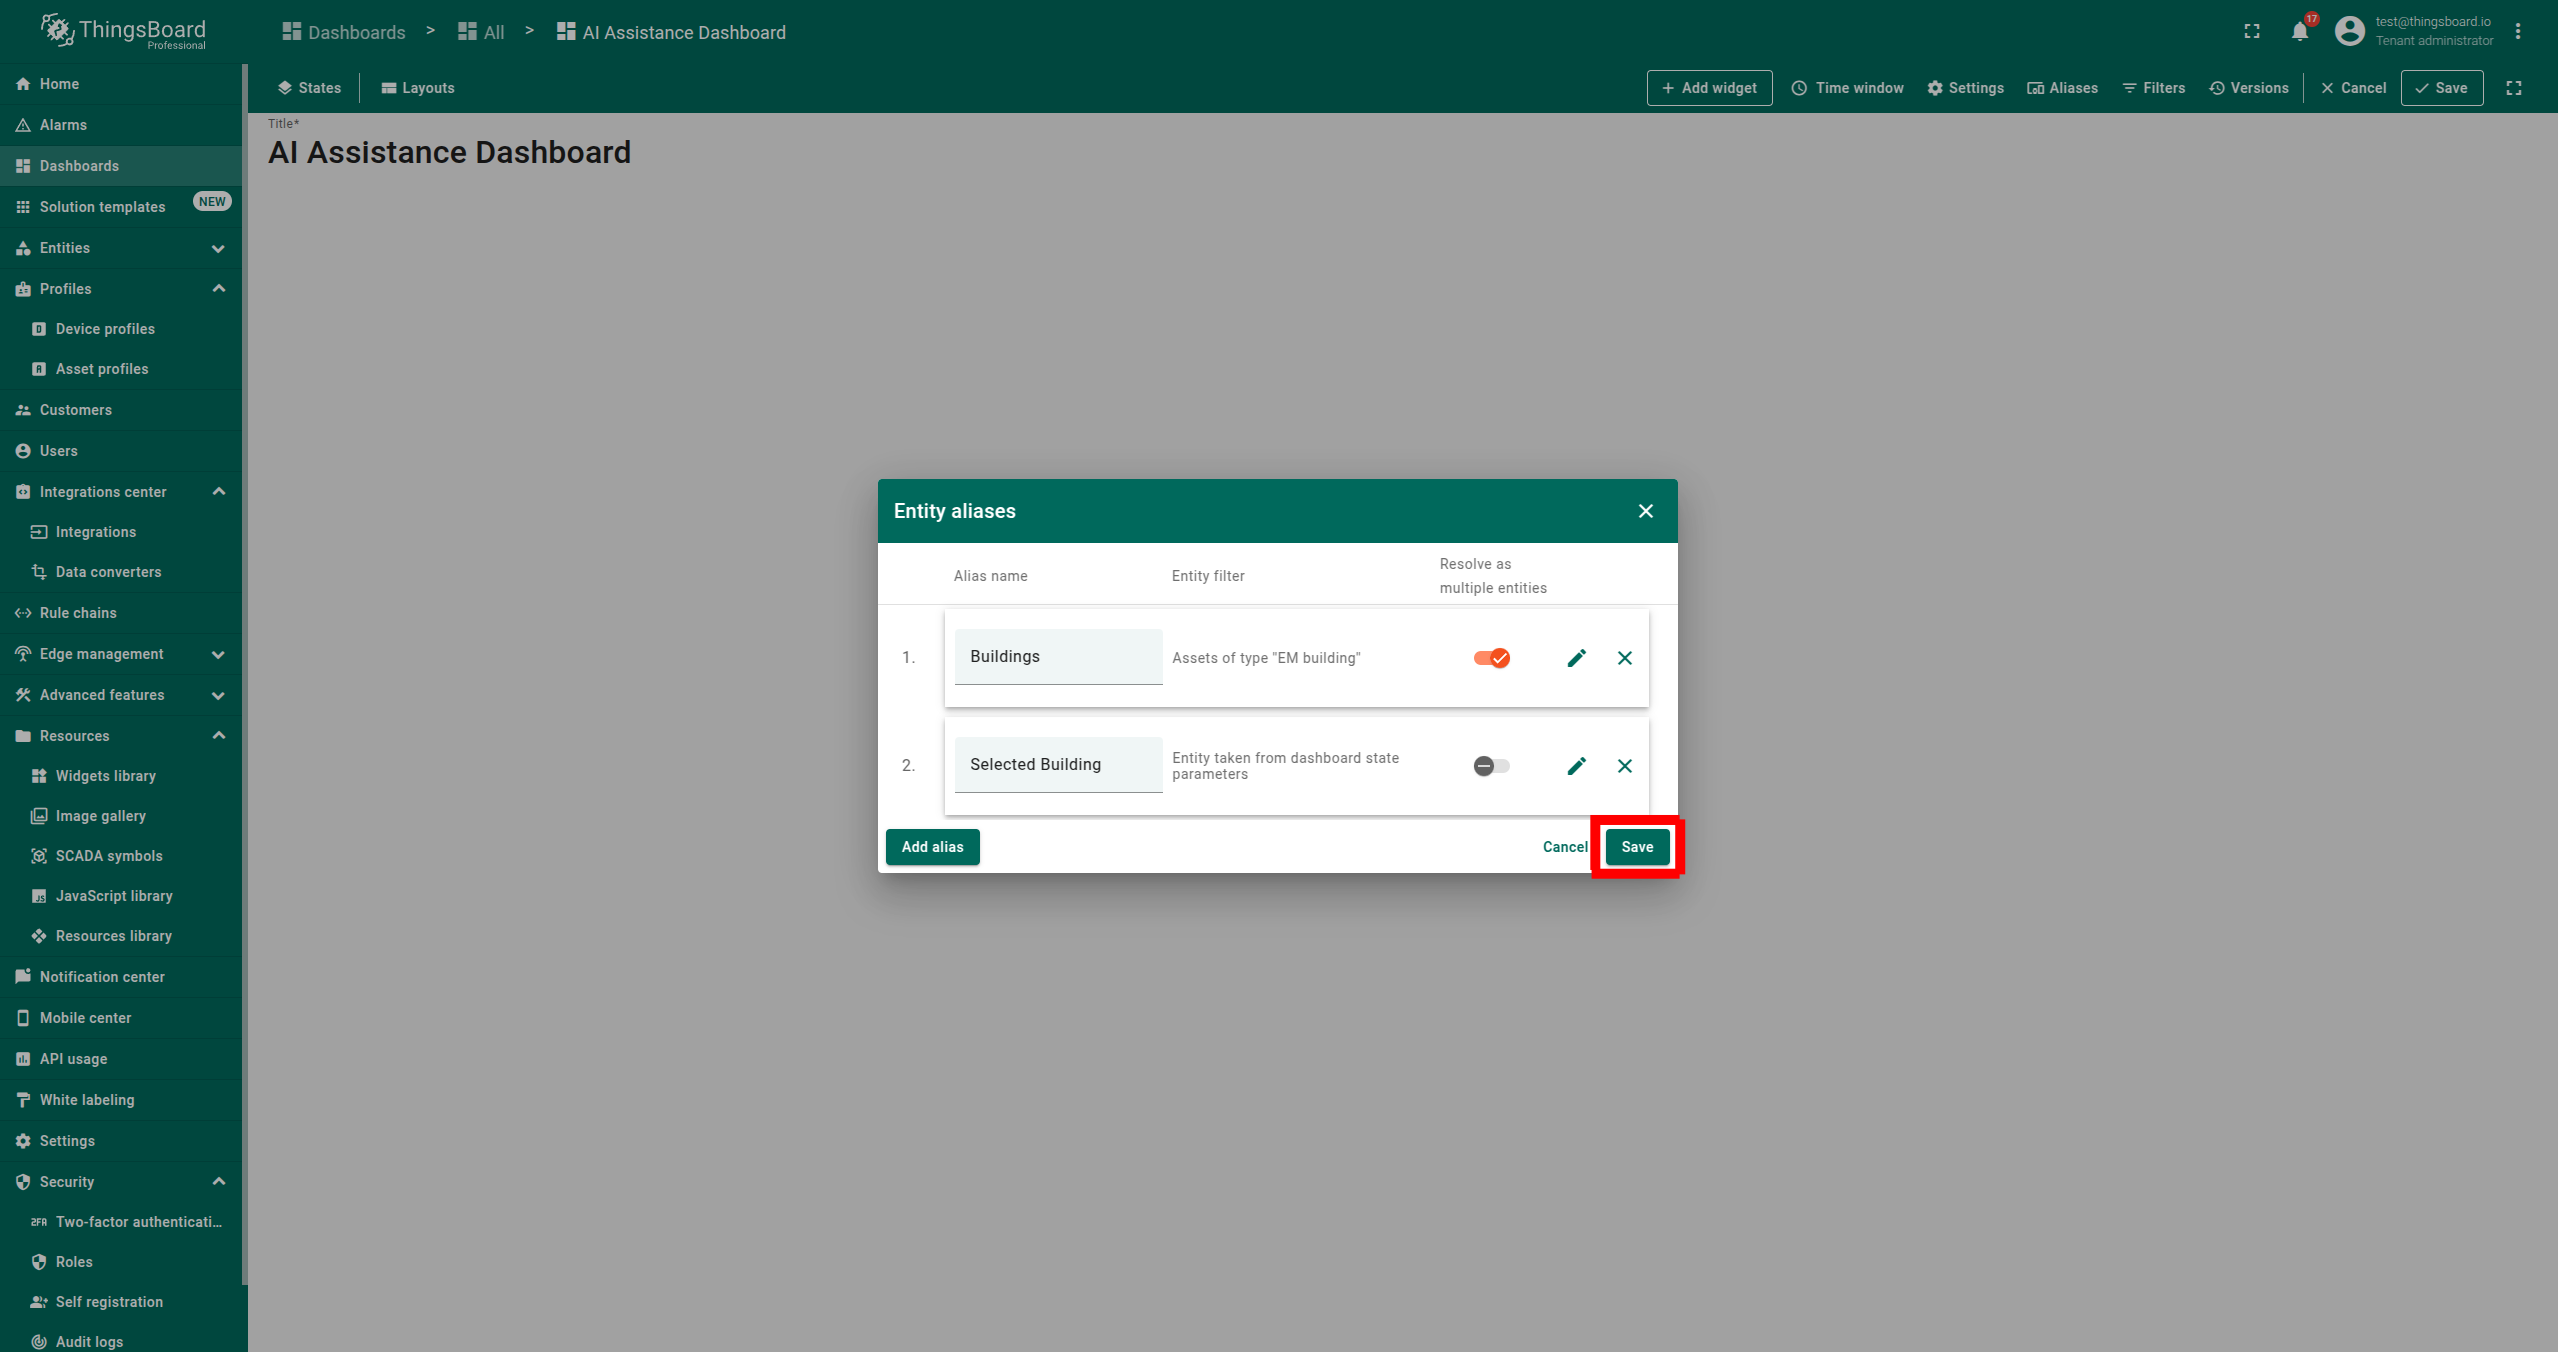 ThingsBoard
Professional
Dashboards > All > AI Assistance Dashboard
17
test@thingsboard.io
Tenant administrator
Home
Alarms
Dashboards
Solution templates NEW
Entities
Profiles
Device profiles
Asset profiles
Customers
Users
Integrations center
Integrations
Data converters
Rule chains
Edge management
Advanced features
Resources
Widgets library
Image gallery
SCADA symbols
JavaScript library
Resources library
Notification center
Mobile center
API usage
White labeling
Settings
Security
2FA Two-factor authenticati...
Roles
Self registration
Audit logs
States Layouts + Add widget Time window Settings Aliases Filters Versions Cancel Save
Title*
AI Assistance Dashboard
Entity aliases
Alias name Entity filter Resolve as
multiple entities
1. Buildings Assets of type "EM building"
2. Selected Building Entity taken from dashboard state
parameters
Add alias Cancel Save